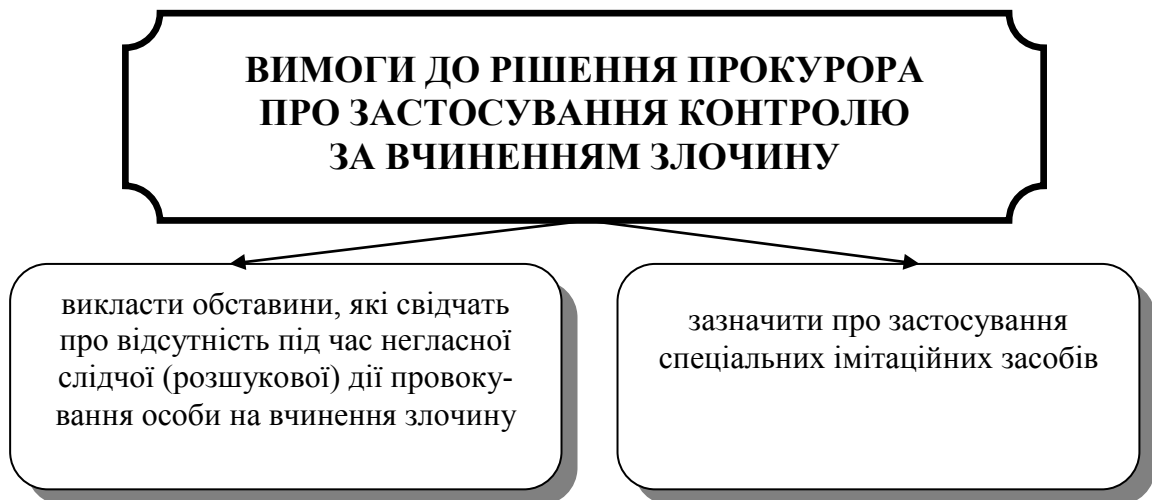 ВИМОГИ ДО РІШЕННЯ ПРОКУРОРА
ПРО ЗАСТОСУВАННЯ КОНТРОЛЮ
ЗА ВЧИНЕННЯМ ЗЛОЧИНУ
викласти обставини, які свідчать
про відсутність під час негласної
слідчої (розшукової) дії провоку-
вання особи на вчинення злочину
зазначити про застосування
спеціальних імітаційних засобів